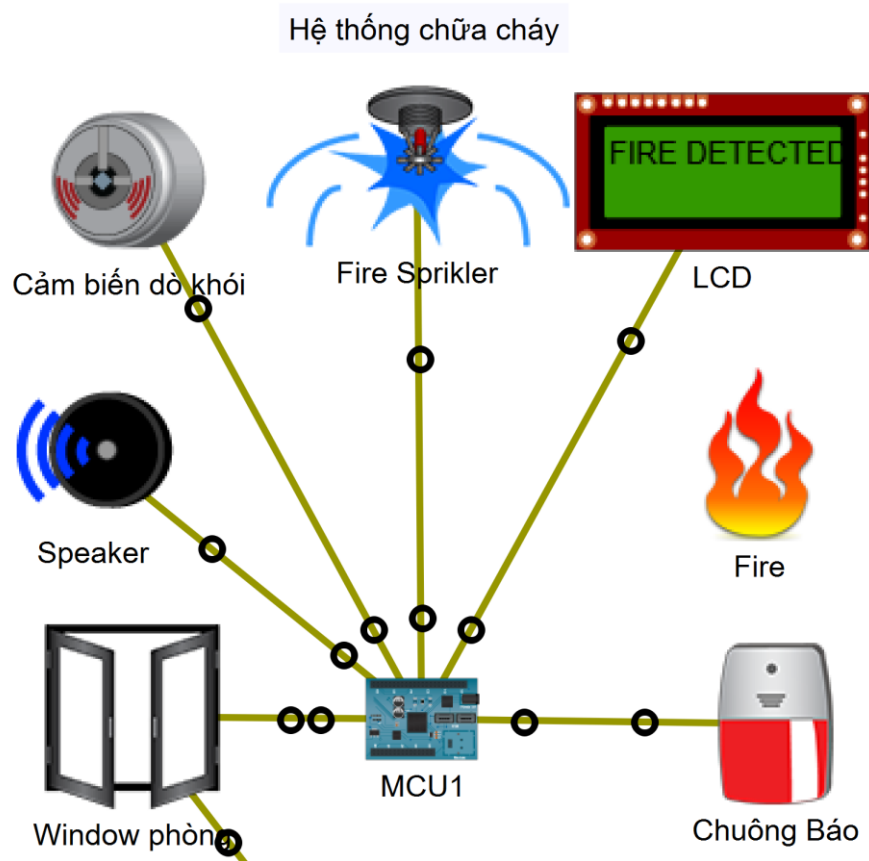 Hệ thống chữa cháy
FIRE DETECTED
Cảm biến dò khói
Fire Sprikler
LCD
Speaker
Fire
Window phòng
MCU1
Chuông Báo